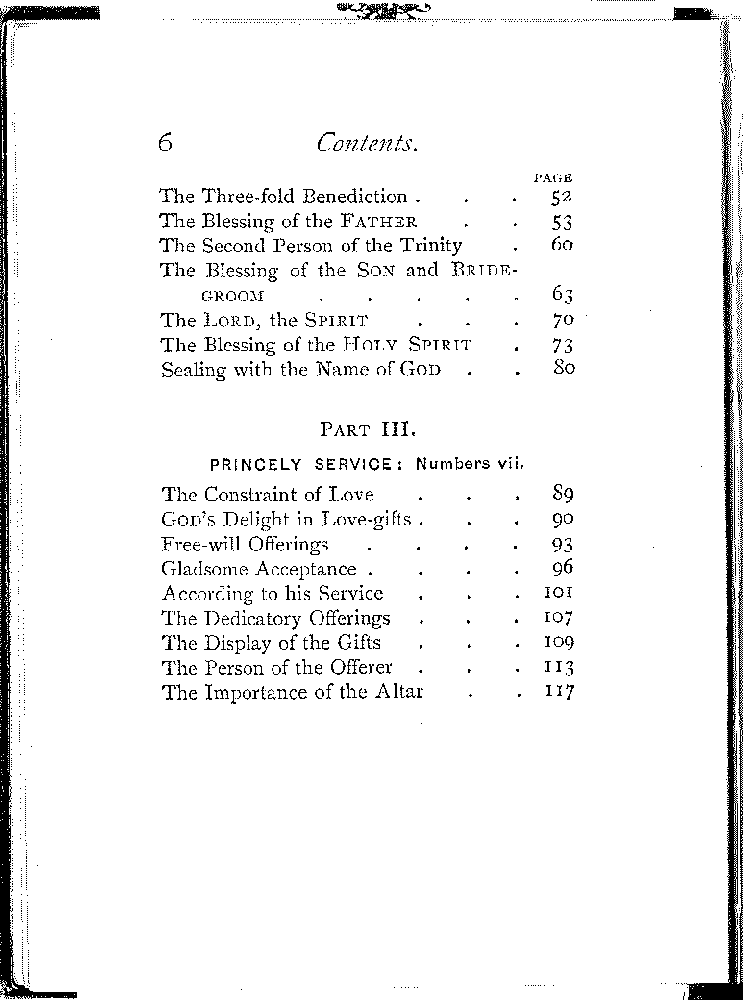 6 Contents.
PAGE
The Three-fold Benediction . . . 52
The Blessing of the FATHER . . 53
The Second Person of the Trinity . 60
The Blessing of the SON and BRIDE-
GROOM . . . . . 63
The LORD, the SPIRIT . . . 70
The Blessing of the HOLY SPIRIT . 73
Sealing with the Name of GOD . . 80
PART III.
PRINCELY SERVICE: Numbers vii.
The Constraint of Love . . . 89
GOD'S Delight in Love-gifts . . . 90
Free-will Offerings . . . . 93
Gladsome Acceptance . . . . 96
According to his Service . . . 101
The Dedicatory Offerings . . . 107
The Display of the Gifts . . . 109
The Person of the Offerer . . . 113
The Importance of the Altar . . 117